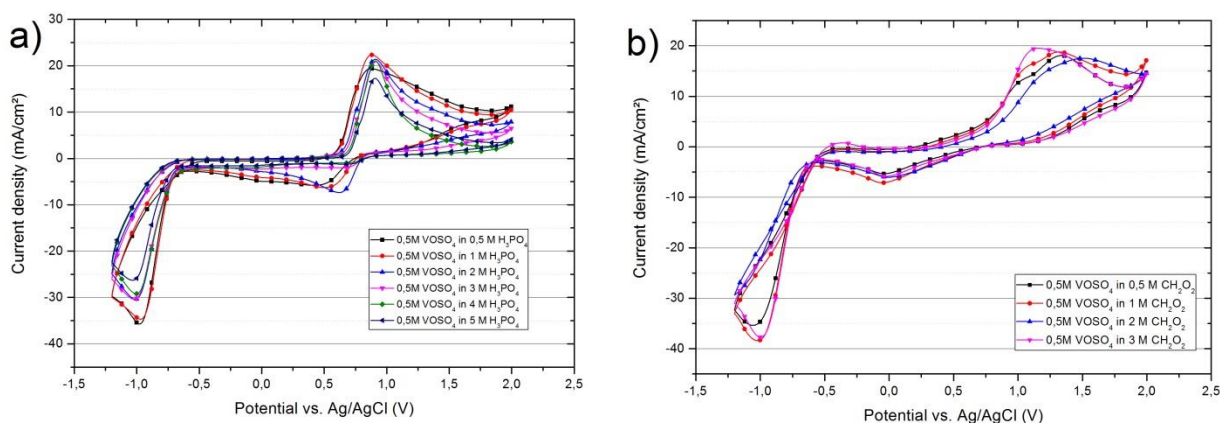 a)
Current density (mA/cm²)
30
20
10
0
-10
-20
-30
-40
0,5M VOSO₄ in 0,5 M H₃PO₄
0,5M VOSO₄ in 1 M H₃PO₄
0,5M VOSO₄ in 2 M H₃PO₄
0,5M VOSO₄ in 3 M H₃PO₄
0,5M VOSO₄ in 4 M H₃PO₄
0,5M VOSO₄ in 5 M H₃PO₄
-1,5 -1,0 -0,5 0,0 0,5 1,0 1,5 2,0 2,5
Potential vs. Ag/AgCl (V)
b)
Current density (mA/cm²)
20
10
0
-10
-20
-30
-40
-50
0,5M VOSO₄ in 0,5 M CH₂O₂
0,5M VOSO₄ in 1 M CH₂O₂
0,5M VOSO₄ in 2 M CH₂O₂
0,5M VOSO₄ in 3 M CH₂O₂
-1,5 -1,0 -0,5 0,0 0,5 1,0 1,5 2,0 2,5
Potential vs. Ag/AgCl (V)